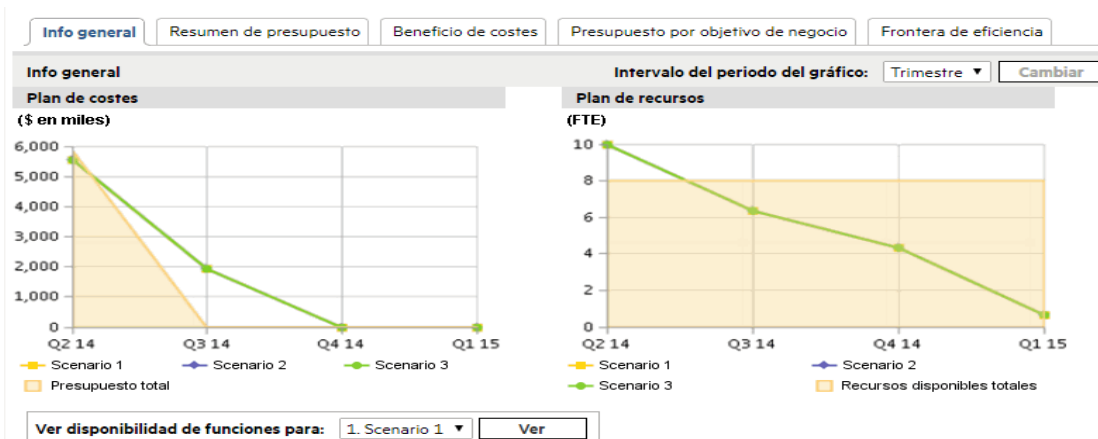 Info general Resumen de presupuesto Beneficio de costes Presupuesto por objetivo de negocio Frontera de eficiencia
Info general Intervalo del periodo del gráfico: Trimestre ▼ Cambiar
Plan de costes
($ en miles)
6,000
5,000
4,000
3,000
2,000
1,000
0
Q2 14 Q3 14 Q4 14 Q1 15
Scenario 1 Scenario 2 Scenario 3
Presupuesto total
Plan de recursos
(FTE)
10
8
6
4
2
0
Q2 14 Q3 14 Q4 14 Q1 15
Scenario 1 Scenario 2
Scenario 3 Recursos disponibles totales
Ver disponibilidad de funciones para: 1. Scenario 1 ▼ Ver